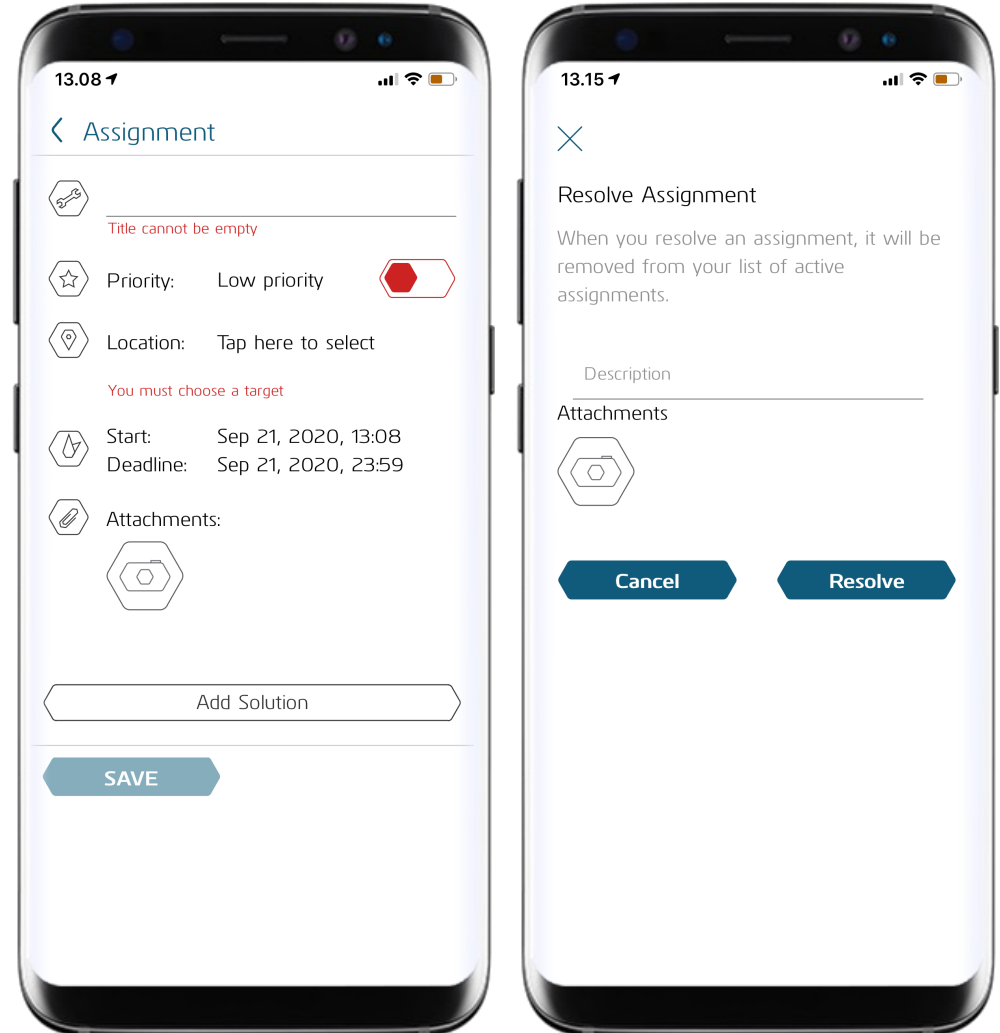 13.08
Assignment
Title cannot be empty
Priority: Low priority
Location: Tap here to select
You must choose a target
Start: Sep 21, 2020, 13:08
Deadline: Sep 21, 2020, 23:59
Attachments:
Add Solution
SAVE
13.15
Resolve Assignment
When you resolve an assignment, it will be
removed from your list of active
assignments.
Description
Attachments
Cancel Resolve